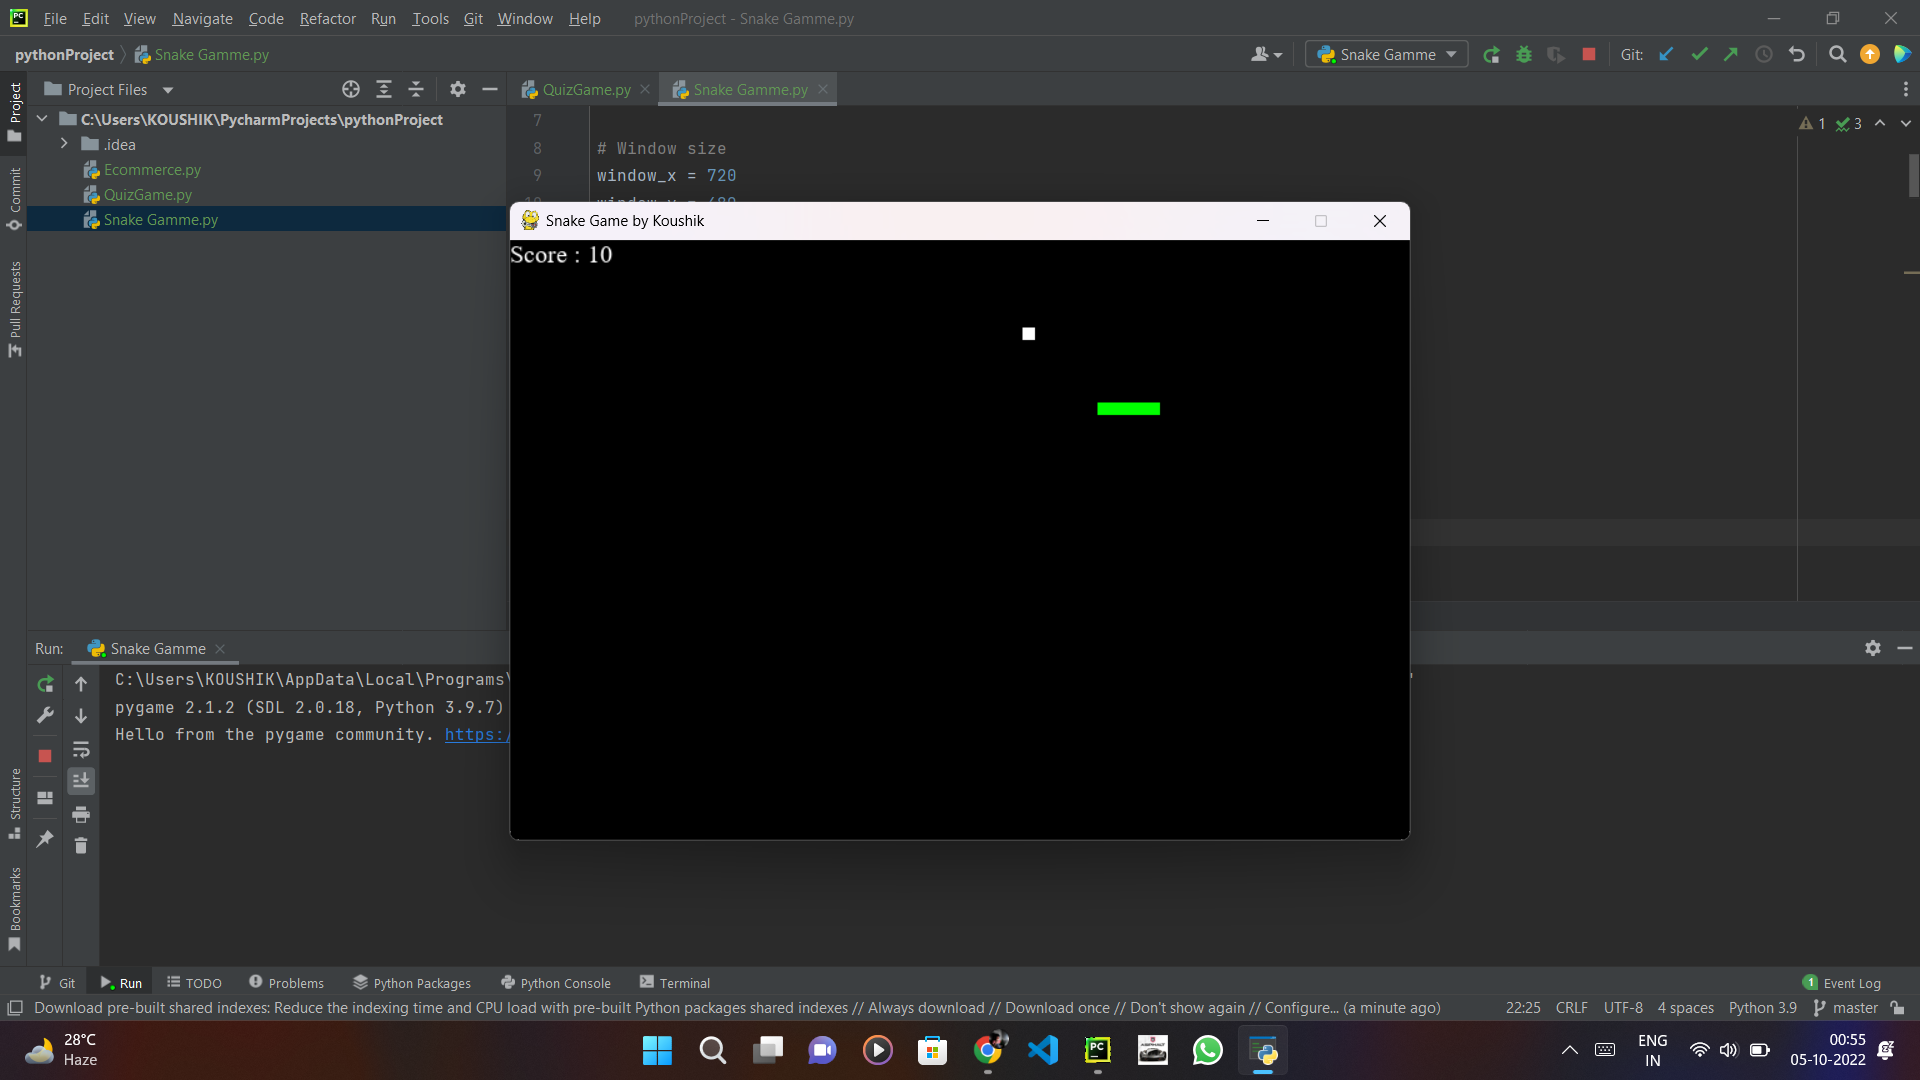 File Edit View Navigate Code Refactor Run Tools Git Window Help pythonProject - Snake Gamme.py
pythonProject Snake Gamme.py Snake Gamme Git:
Project Project Files QuizGame.py Snake Gamme.py
C:\Users\KOUSHIK\PycharmProjects\pythonProject
.idea
Ecommerce.py
QuizGame.py
Snake Gamme.py
Commit
Pull Requests
7
8 # Window size
9 window_x = 720
1 3
Snake Game by Koushik
Score : 10
Run: Snake Gamme
C:\Users\KOUSHIK\AppData\Local\Programs\
pygame 2.1.2 (SDL 2.0.18, Python 3.9.7)
Hello from the pygame community. https:/
Structure
Bookmarks
Git Run TODO Problems Python Packages Python Console Terminal 1 Event Log
Download pre-built shared indexes: Reduce the indexing time and CPU load with pre-built Python packages shared indexes // Always download // Download once // Don't show again // Configure... (a minute ago) 22:25 CRLF UTF-8 4 spaces Python 3.9 master
28°C
Haze
ENG
IN
00:55
05-10-2022